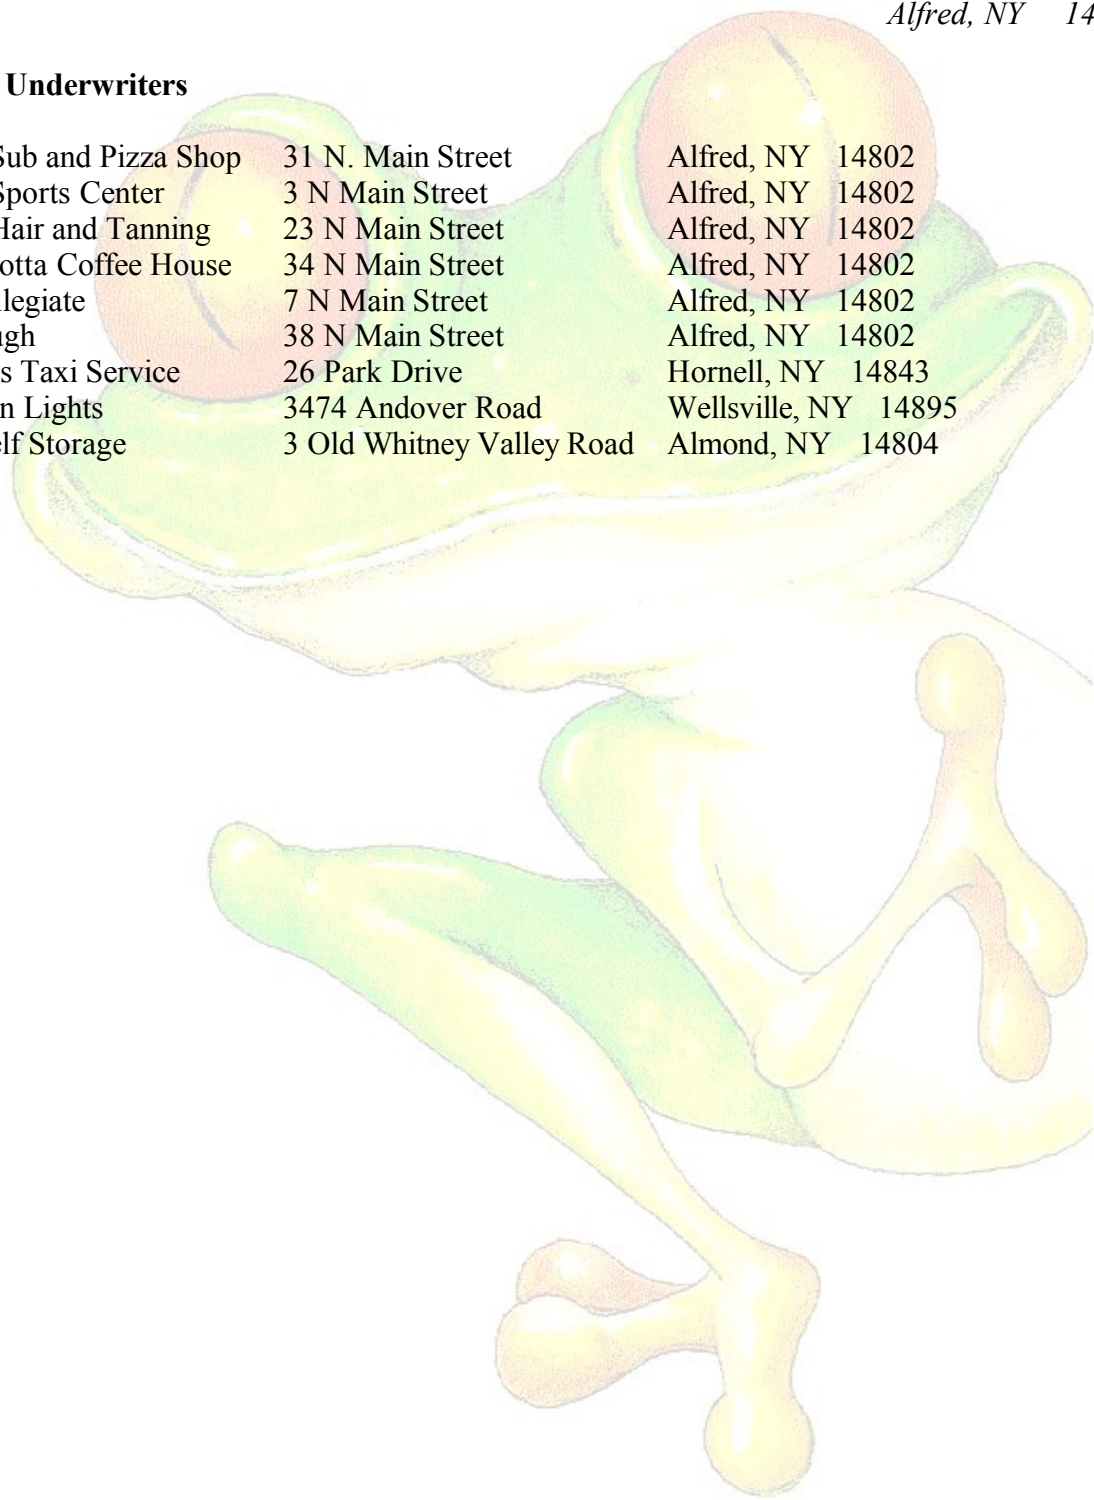 Alfred, NY 14
Underwriters
Sub and Pizza Shop 31 N. Main Street Alfred, NY 14802
Sports Center 3 N Main Street Alfred, NY 14802
Hair and Tanning 23 N Main Street Alfred, NY 14802
otta Coffee House 34 N Main Street Alfred, NY 14802
legiate 7 N Main Street Alfred, NY 14802
ugh 38 N Main Street Alfred, NY 14802
s Taxi Service 26 Park Drive Hornell, NY 14843
n Lights 3474 Andover Road Wellsville, NY 14895
elf Storage 3 Old Whitney Valley Road Almond, NY 14804